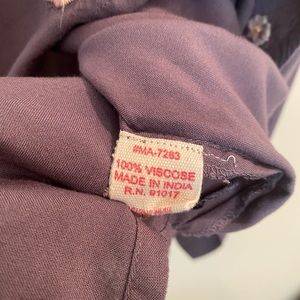 #MA-7263
100% VISCOSE
MADE IN INDIA
R.N. 91017